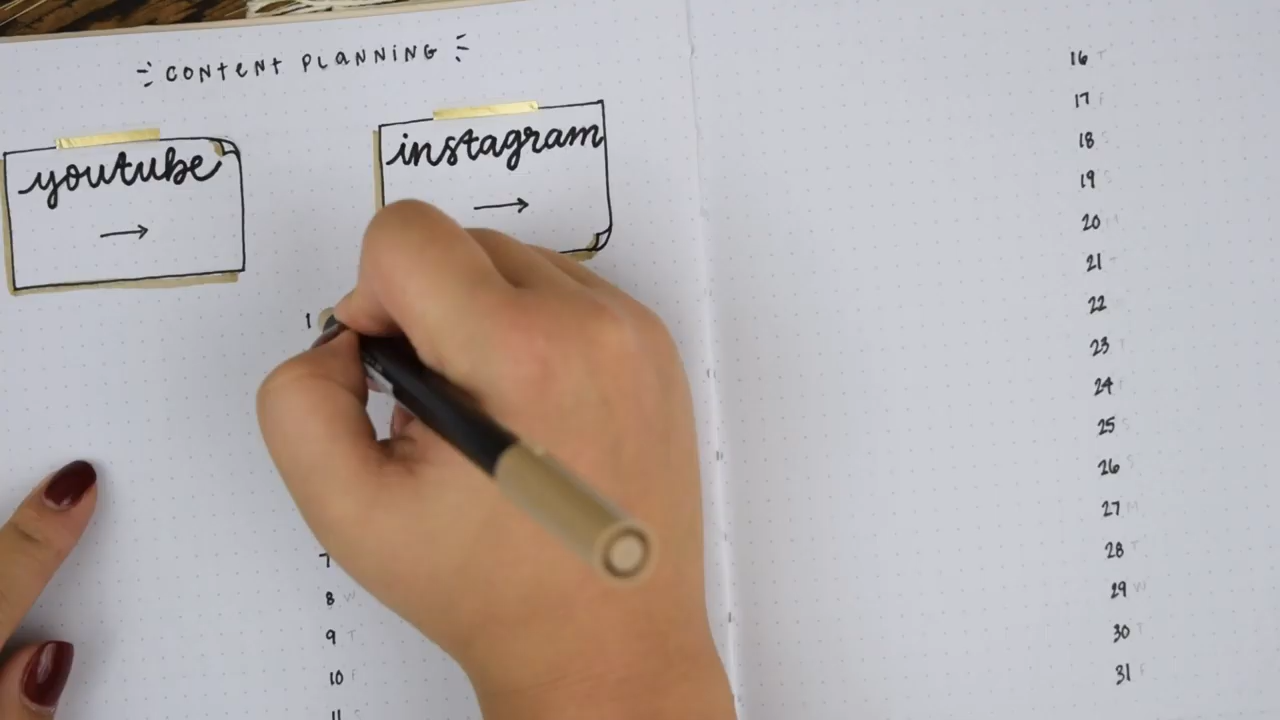 CONTENT PLANNING
youtube
→
instagram
→
1
7
8 W
9 T
10 F
11
16 T
17 F
18 S
19 S
20 M
21 T
22
23 T
24 F
25 S
26 S
27 M
28 T
29 W
30 T
31 F